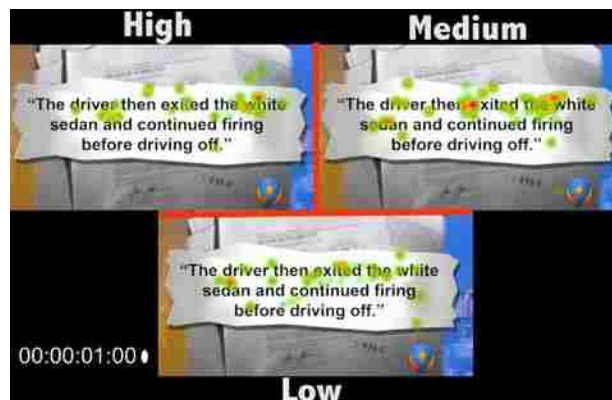 High
Medium
“The driver then exited the white
sedan and continued firing
before driving off.”
“The driver then exited the white
sedan and continued firing
before driving off.”
“The driver then exited the white
sedan and continued firing
before driving off.”
00:00:01:00
Low